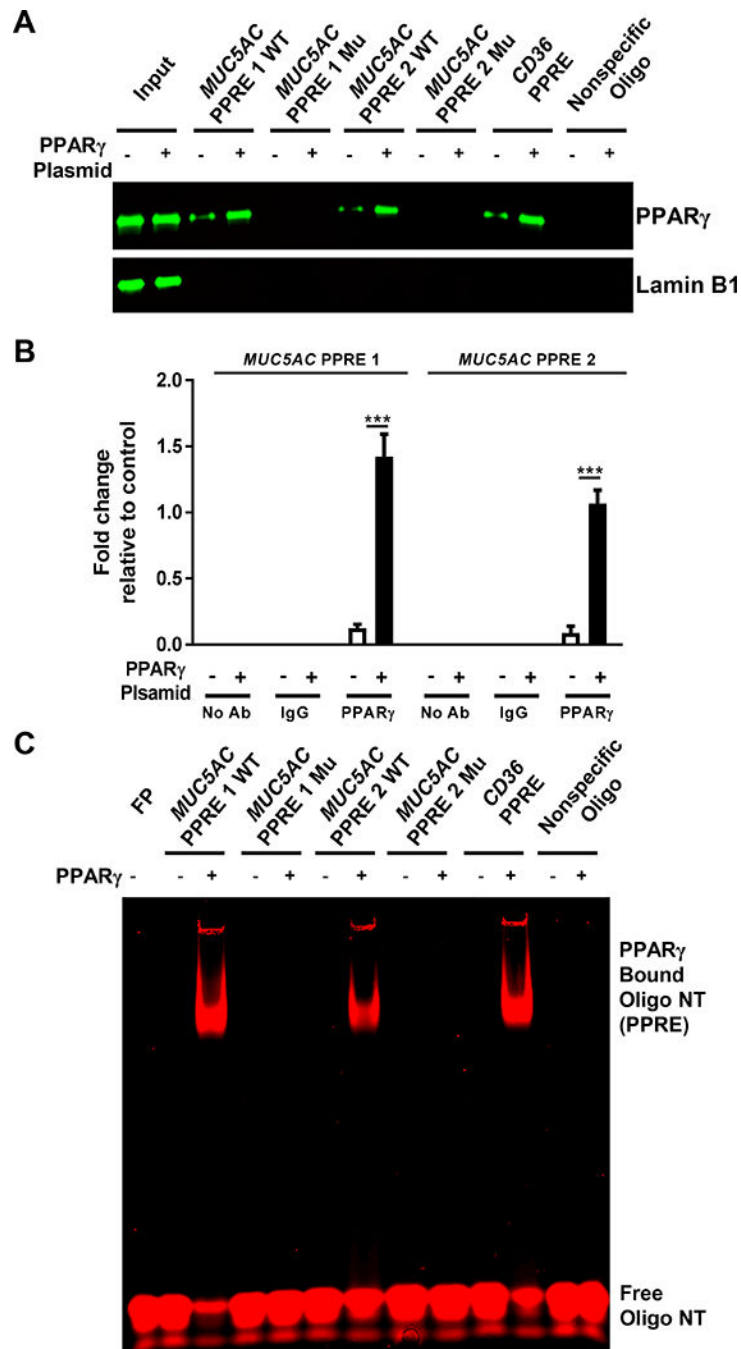 A
Input
MUC5AC
PPRE 1 WT
MUC5AC
PPRE 1 Mu
MUC5AC
PPRE 2 WT
MUC5AC
PPRE 2 Mu
CD36
PPRE
Nonspecific
Oligo
PPARγ
Plasmid
- + - + - + - + - + - + - +
PPARγ
Lamin B1
B
MUC5AC PPRE 1
MUC5AC PPRE 2
Fold change
relative to control
2.0
1.5
1.0
0.5
0.0
***
***
PPARγ
Plsamid
- + - + - + - + - + - +
No Ab IgG PPARγ No Ab IgG PPARγ
C
FP
MUC5AC
PPRE 1 WT
MUC5AC
PPRE 1 Mu
MUC5AC
PPRE 2 WT
MUC5AC
PPRE 2 Mu
CD36
PPRE
Nonspecific
Oligo
PPARγ - - + - + - + - + - + - +
PPARγ
Bound
Oligo NT
(PPRE)
Free
Oligo NT